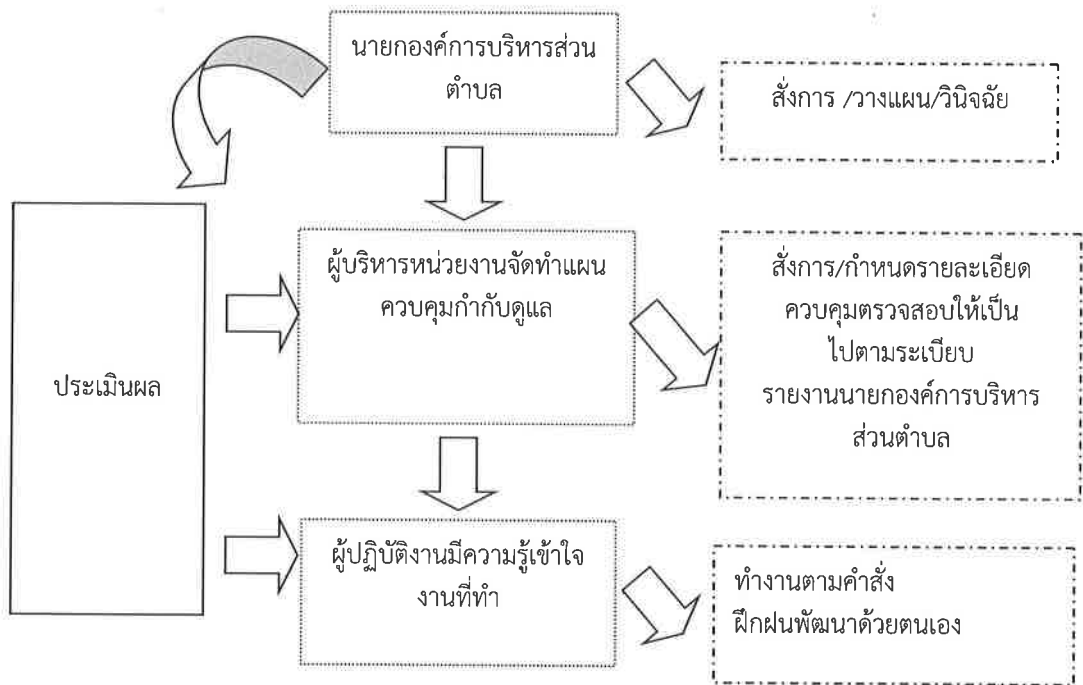 นายกองค์การบริหารส่วน
ตำบล
สั่งการ /วางแผน/วินิจฉัย
ประเมินผล
ผู้บริหารหน่วยงานจัดทำแผน
ควบคุมกำกับดูแล
สั่งการ/กำหนดรายละเอียด
ควบคุมตรวจสอบให้เป็น
ไปตามระเบียบ
รายงานนายกองค์การบริหาร
ส่วนตำบล
ผู้ปฏิบัติงานมีความรู้เข้าใจ
งานที่ทำ
ทำงานตามคำสั่ง
ฝึกฝนพัฒนาด้วยตนเอง